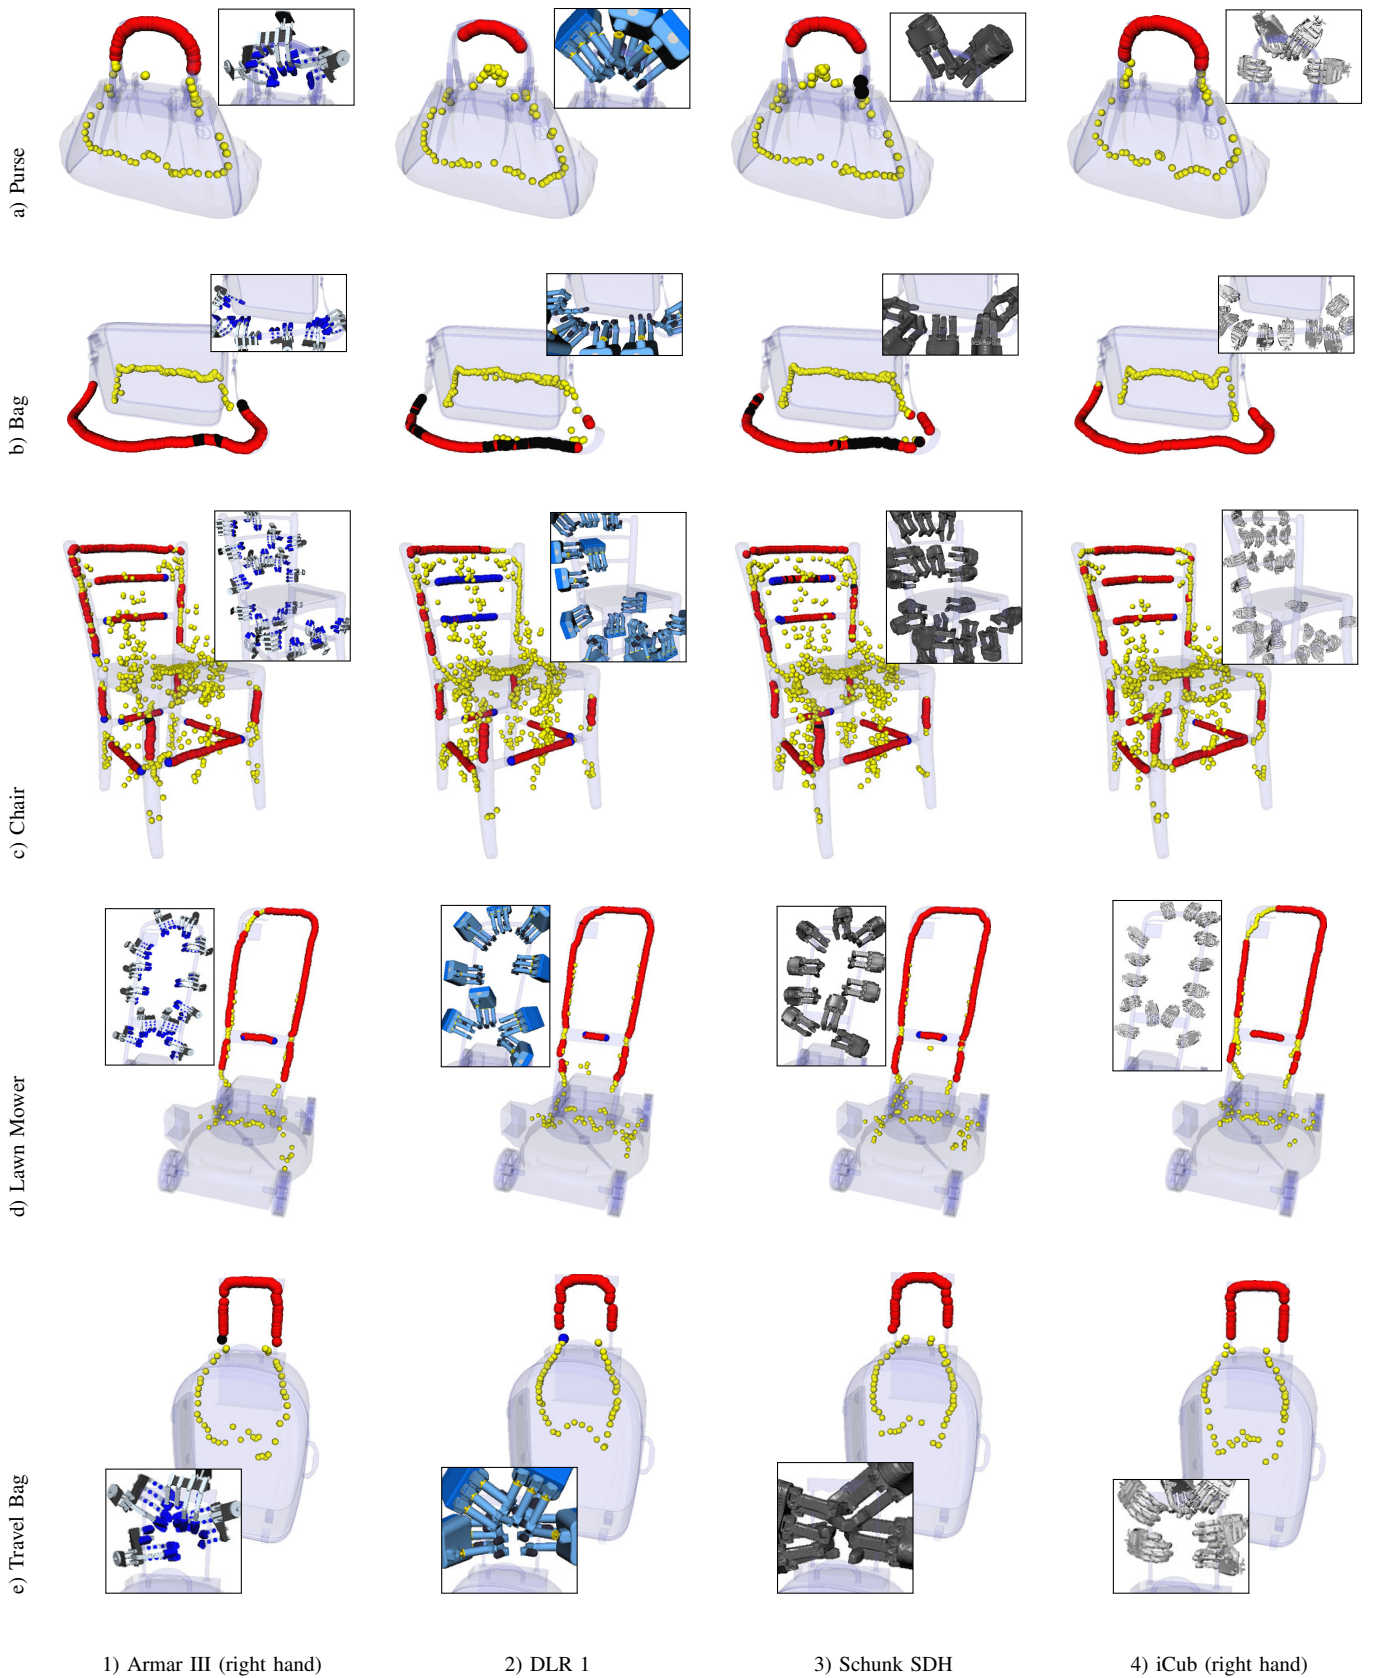 a) Purse
b) Bag
c) Chair
d) Lawn Mower
e) Travel Bag
1) Armar III (right hand)
2) DLR 1
3) Schunk SDH
4) iCub (right hand)